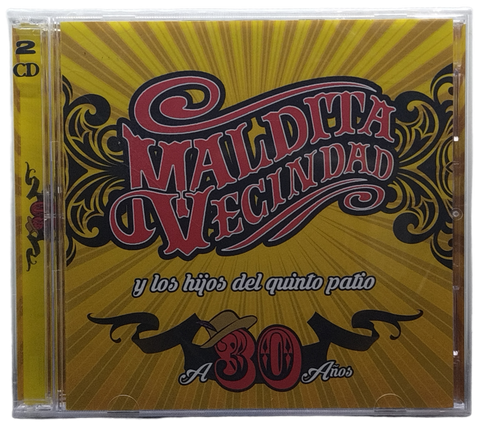 2
CD
MALDITA
VECINDAD
y los hijos del quinto patio
A 30 Años